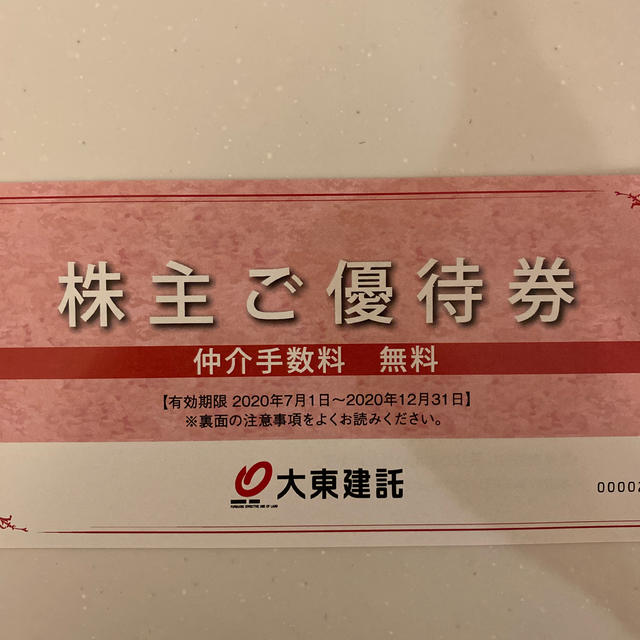 株主ご優待券
仲介手数料　無料
【有効期限 2020年7月1日～2020年12月31日】
※裏面の注意事項をよくお読みください。
大東建託